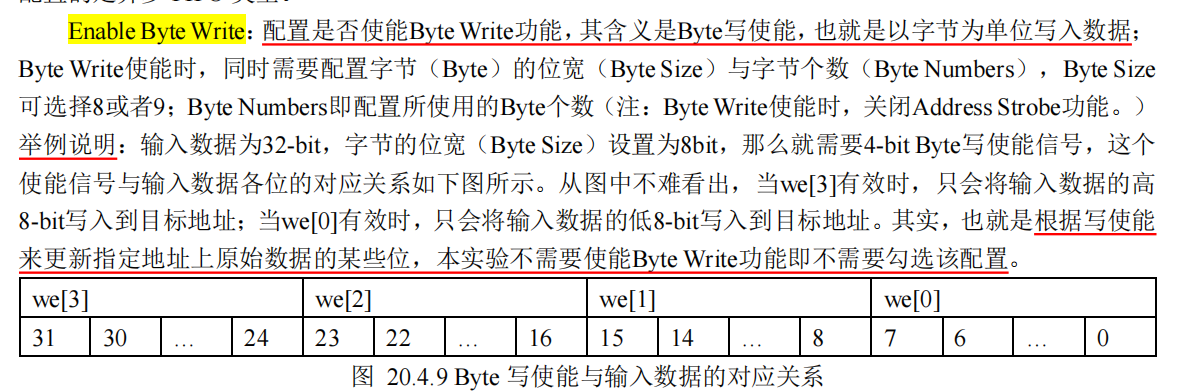 Enable Byte Write：配置是否使能Byte Write功能，其含义是Byte写使能，也就是以字节为单位写入数据；
Byte Write使能时，同时需要配置字节（Byte）的位宽（Byte Size）与字节个数（Byte Numbers），Byte Size
可选择8或者9；Byte Numbers即配置所使用的Byte个数（注：Byte Write使能时，关闭Address Strobe功能。）
举例说明：输入数据为32-bit，字节的位宽（Byte Size）设置为8bit，那么就需要4-bit Byte写使能信号，这个
使能信号与输入数据各位的对应关系如下图所示。从图中不难看出，当we[3]有效时，只会将输入数据的高
8-bit写入到目标地址；当we[0]有效时，只会将输入数据的低8-bit写入到目标地址。其实，也就是根据写使能
来更新指定地址上原始数据的某些位，本实验不需要使能Byte Write功能即不需要勾选该配置。
we[3] we[2] we[1] we[0]
31 30 … 24 23 22 … 16 15 14 … 8 7 6 … 0
图 20.4.9 Byte 写使能与输入数据的对应关系